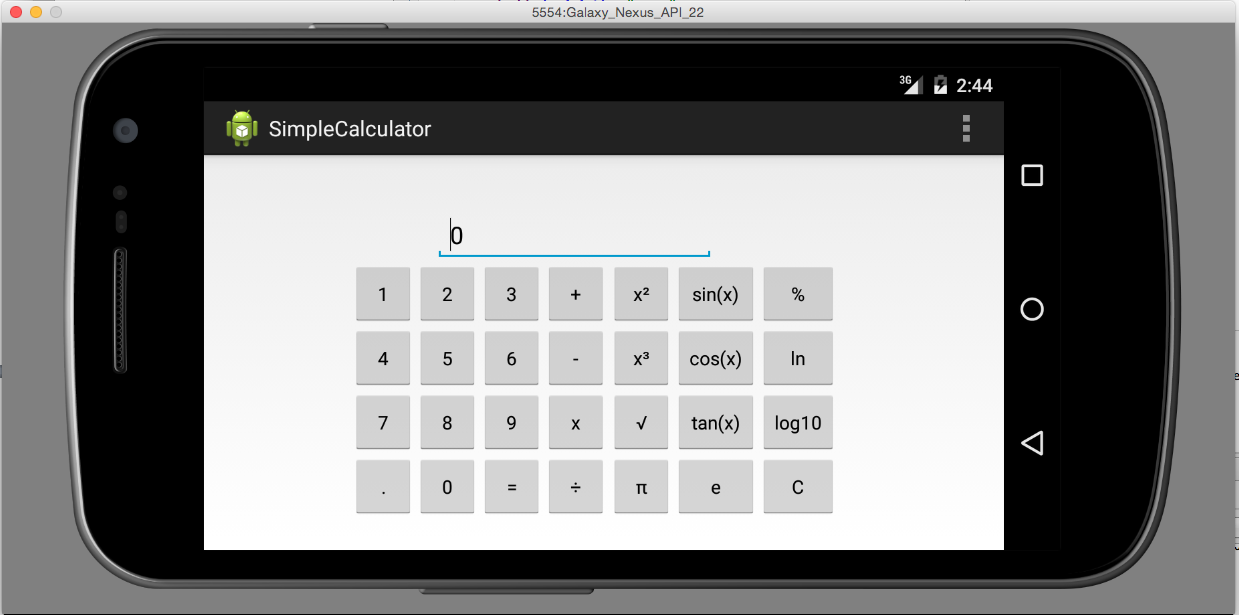 5554:Galaxy_Nexus_API_22
3G 2:44
SimpleCalculator
0
1 2 3 + x² sin(x) %
4 5 6 - x³ cos(x) ln
7 8 9 x √ tan(x) log10
. 0 = ÷ π e C